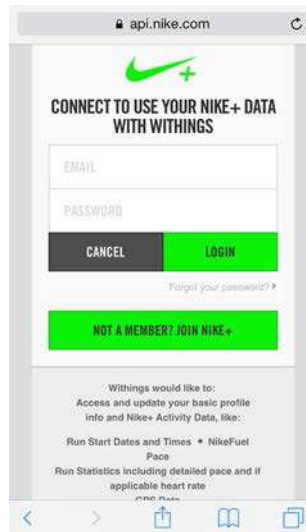 api.nike.com
CONNECT TO USE YOUR NIKE+ DATA
WITH WITHINGS
EMAIL
PASSWORD
CANCEL
LOGIN
Forgot your password?
NOT A MEMBER? JOIN NIKE+
Withings would like to:
Access and update your basic profile
info and Nike+ Activity Data, like:
Run Start Dates and Times • NikeFuel
Pace
Run Statistics including detailed pace and if
applicable heart rate
GPS Data